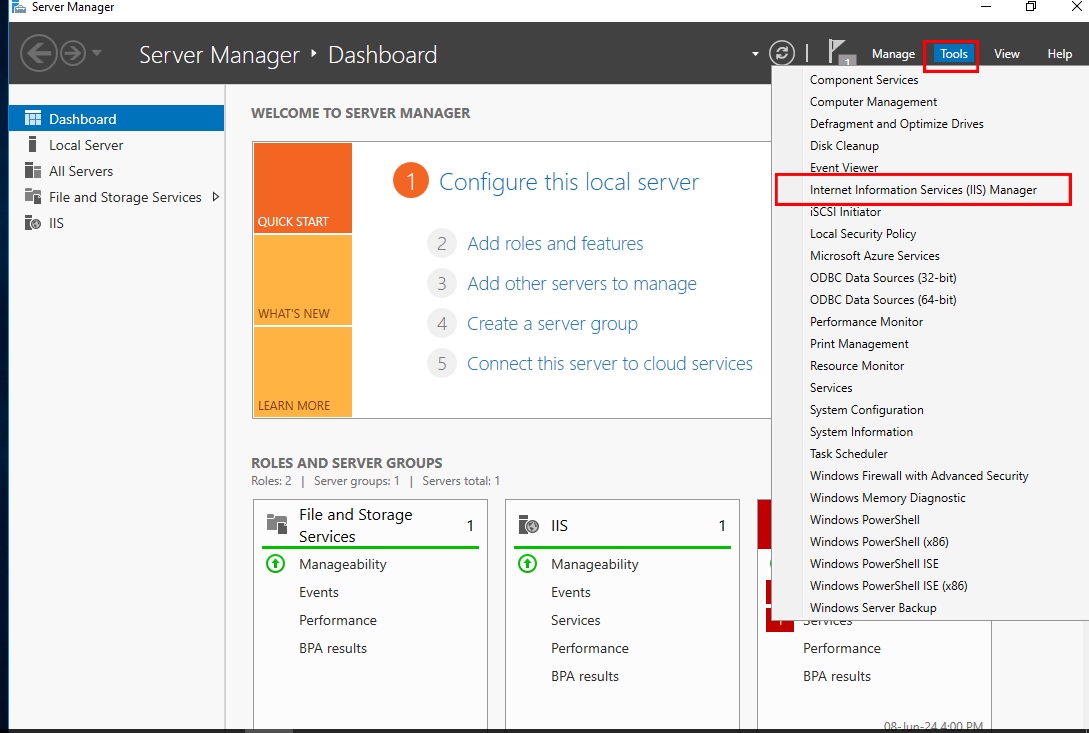 Server Manager
Server Manager ‣ Dashboard
1
Manage
Tools
View
Help
Dashboard
Local Server
All Servers
File and Storage Services
IIS
WELCOME TO SERVER MANAGER
QUICK START
WHAT'S NEW
LEARN MORE
1 Configure this local server
2 Add roles and features
3 Add other servers to manage
4 Create a server group
5 Connect this server to cloud services
Component Services
Computer Management
Defragment and Optimize Drives
Disk Cleanup
Event Viewer
Internet Information Services (IIS) Manager
iSCSI Initiator
Local Security Policy
Microsoft Azure Services
ODBC Data Sources (32-bit)
ODBC Data Sources (64-bit)
Performance Monitor
Print Management
Resource Monitor
Services
System Configuration
System Information
Task Scheduler
Windows Firewall with Advanced Security
Windows Memory Diagnostic
Windows PowerShell
Windows PowerShell (x86)
Windows PowerShell ISE
Windows PowerShell ISE (x86)
Windows Server Backup
ROLES AND SERVER GROUPS
Roles: 2 | Server groups: 1 | Servers total: 1
File and Storage
Services
1
Manageability
Events
Performance
BPA results
IIS
1
Manageability
Events
Services
Performance
BPA results
Services
Performance
BPA results
08-Jun-24 4:00 PM